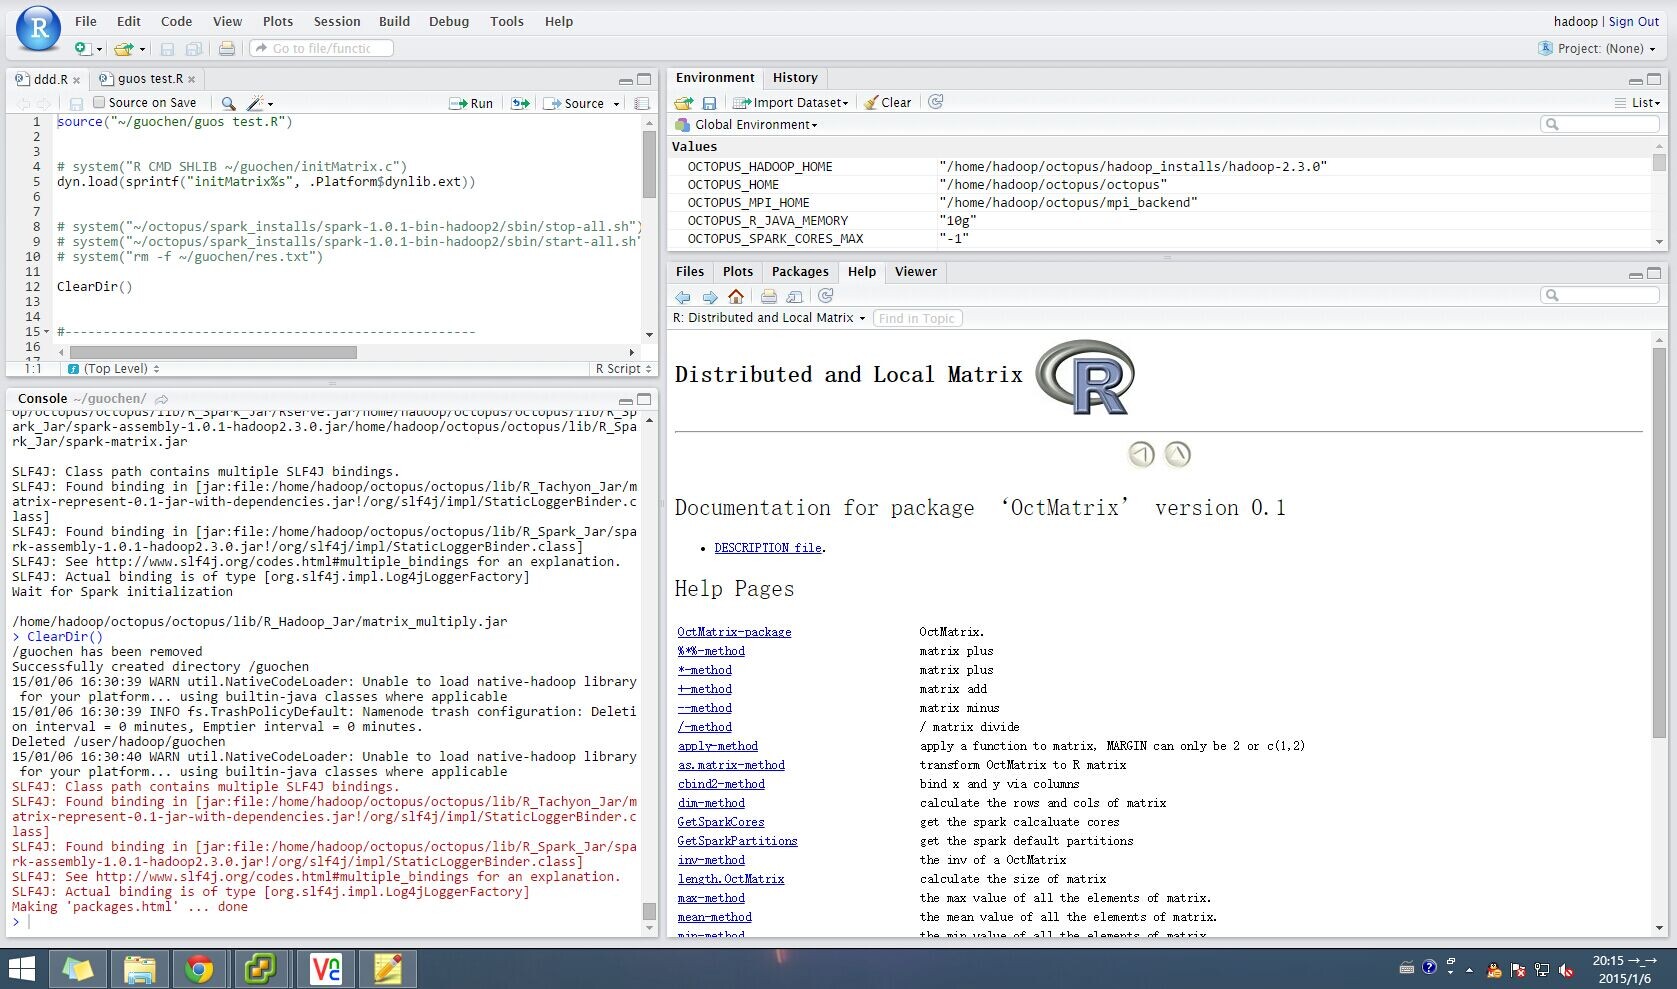 File Edit Code View Plots Session Build Debug Tools Help
hadoop | Sign Out
Go to file/functic
Project: (None)
ddd.R
guos test.R
Source on Save
Run
Source
1 source("~/guochen/guos test.R")
2
3
4 # system("R CMD SHLIB ~/guochen/initMatrix.c")
5 dyn.load(sprintf("initMatrix%s", .Platform$dynlib.ext))
6
7
8 # system("~/octopus/spark_installs/spark-1.0.1-bin-hadoop2/sbin/stop-all.sh")
9 # system("~/octopus/spark_installs/spark-1.0.1-bin-hadoop2/sbin/start-all.sh"
10 # system("rm -f ~/guochen/res.txt")
11
12 ClearDir()
13
14
15 #------------------------------------------------------
16
17
1:1 (Top Level) R Script
Console ~/guochen/
op/octopus/octopus/lib/R_Spark_Jar/Rserve.jar/home/hadoop/octopus/octopus/lib/R_Sp
ark_Jar/spark-assembly-1.0.1-hadoop2.3.0.jar/home/hadoop/octopus/octopus/lib/R_Spa
rk_Jar/spark-matrix.jar
SLF4J: Class path contains multiple SLF4J bindings.
SLF4J: Found binding in [jar:file:/home/hadoop/octopus/octopus/lib/R_Tachyon_Jar/m
atrix-represent-0.1-jar-with-dependencies.jar!/org/slf4j/impl/StaticLoggerBinder.c
lass]
SLF4J: Found binding in [jar:file:/home/hadoop/octopus/octopus/lib/R_Spark_Jar/spa
rk-assembly-1.0.1-hadoop2.3.0.jar!/org/slf4j/impl/StaticLoggerBinder.class]
SLF4J: See http://www.slf4j.org/codes.html#multiple_bindings for an explanation.
SLF4J: Actual binding is of type [org.slf4j.impl.Log4jLoggerFactory]
Wait for Spark initialization
/home/hadoop/octopus/octopus/lib/R_Hadoop_Jar/matrix_multiply.jar
> ClearDir()
/guochen has been removed
Successfully created directory /guochen
15/01/06 16:30:39 WARN util.NativeCodeLoader: Unable to load native-hadoop library
for your platform... using builtin-java classes where applicable
15/01/06 16:30:39 INFO fs.TrashPolicyDefault: Namenode trash configuration: Deleti
on interval = 0 minutes, Emptier interval = 0 minutes.
Deleted /user/hadoop/guochen
15/01/06 16:30:40 WARN util.NativeCodeLoader: Unable to load native-hadoop library
for your platform... using builtin-java classes where applicable
SLF4J: Class path contains multiple SLF4J bindings.
SLF4J: Found binding in [jar:file:/home/hadoop/octopus/octopus/lib/R_Tachyon_Jar/m
atrix-represent-0.1-jar-with-dependencies.jar!/org/slf4j/impl/StaticLoggerBinder.c
lass]
SLF4J: Found binding in [jar:file:/home/hadoop/octopus/octopus/lib/R_Spark_Jar/spa
rk-assembly-1.0.1-hadoop2.3.0.jar!/org/slf4j/impl/StaticLoggerBinder.class]
SLF4J: See http://www.slf4j.org/codes.html#multiple_bindings for an explanation.
SLF4J: Actual binding is of type [org.slf4j.impl.Log4jLoggerFactory]
Making 'packages.html' ... done
>
Environment History
Import Dataset
Clear
List
Global Environment
Values
OCTOPUS_HADOOP_HOME "/home/hadoop/octopus/hadoop_installs/hadoop-2.3.0"
OCTOPUS_HOME "/home/hadoop/octopus/octopus"
OCTOPUS_MPI_HOME "/home/hadoop/octopus/mpi_backend"
OCTOPUS_R_JAVA_MEMORY "10g"
OCTOPUS_SPARK_CORES_MAX "-1"
Files Plots Packages Help Viewer
R: Distributed and Local Matrix
Find in Topic
Distributed and Local Matrix
R
Documentation for package ‘OctMatrix’ version 0.1
• DESCRIPTION file.
Help Pages
OctMatrix-package OctMatrix.
%*%-method matrix plus
*-method matrix plus
+-method matrix add
--method matrix minus
/-method / matrix divide
apply-method apply a function to matrix, MARGIN can only be 2 or c(1,2)
as.matrix-method transform OctMatrix to R matrix
cbind2-method bind x and y via columns
dim-method calculate the rows and cols of matrix
GetSparkCores get the spark calcaluate cores
GetSparkPartitions get the spark default partitions
inv-method the inv of a OctMatrix
length.OctMatrix calculate the size of matrix
max-method the max value of all the elements of matrix.
mean-method the mean value of all the elements of matrix.
min-method the min value of all the elements of matrix
20:15 →_→
2015/1/6